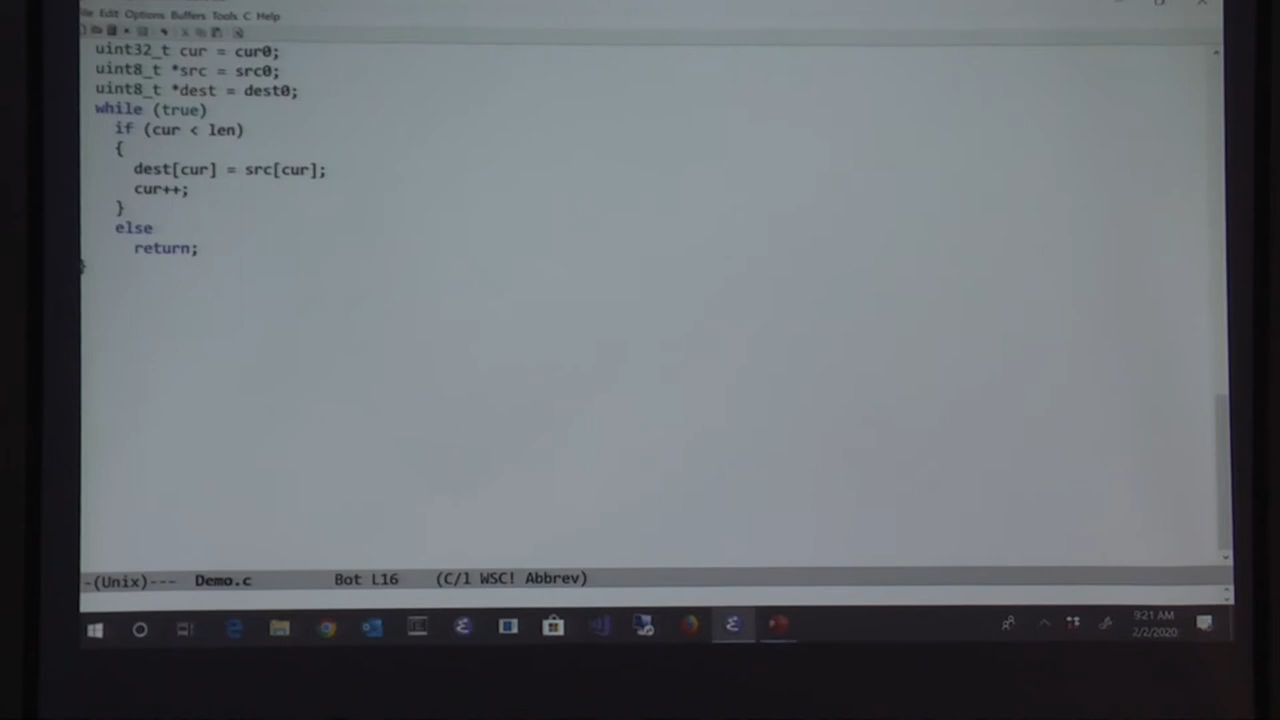 File Edit Options Buffers Tools C Help
uint32_t cur = cur0;
uint8_t *src = src0;
uint8_t *dest = dest0;
while (true)
if (cur < len)
{
dest[cur] = src[cur];
cur++;
}
else
return;
}
-(Unix)--- Demo.c Bot L16 (C/l WSC! Abbrev)
9:21 AM
2/2/2020